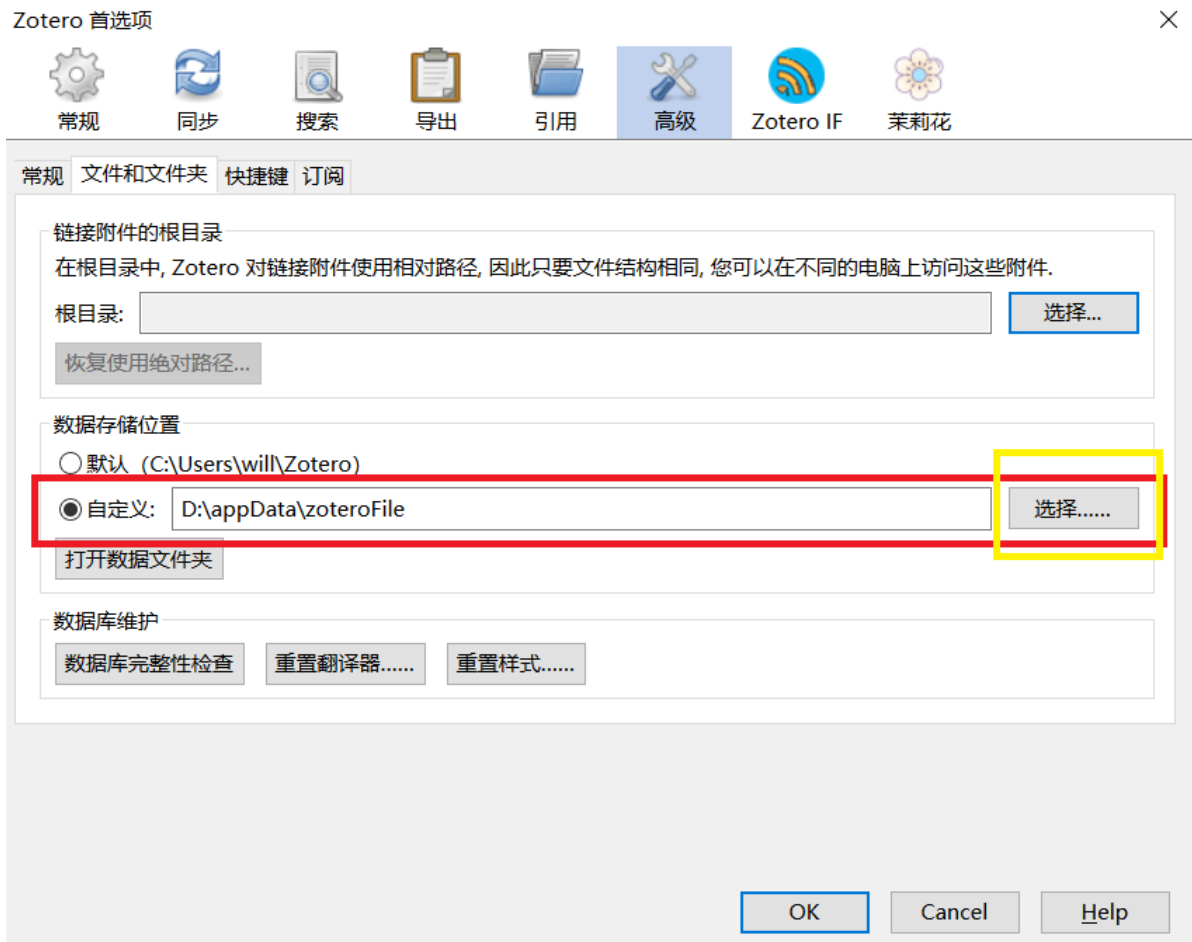 Zotero 首选项
常规 同步 搜索 导出 引用 高级 Zotero IF 茉莉花
常规 文件和文件夹 快捷键 订阅
链接附件的根目录
在根目录中, Zotero 对链接附件使用相对路径, 因此只要文件结构相同, 您可以在不同的电脑上访问这些附件.
根目录: 选择...
恢复使用绝对路径...
数据存储位置
默认（C:\Users\will\Zotero）
自定义: D:\appData\zoteroFile 选择......
打开数据文件夹
数据库维护
数据库完整性检查 重置翻译器...... 重置样式......
OK Cancel Help